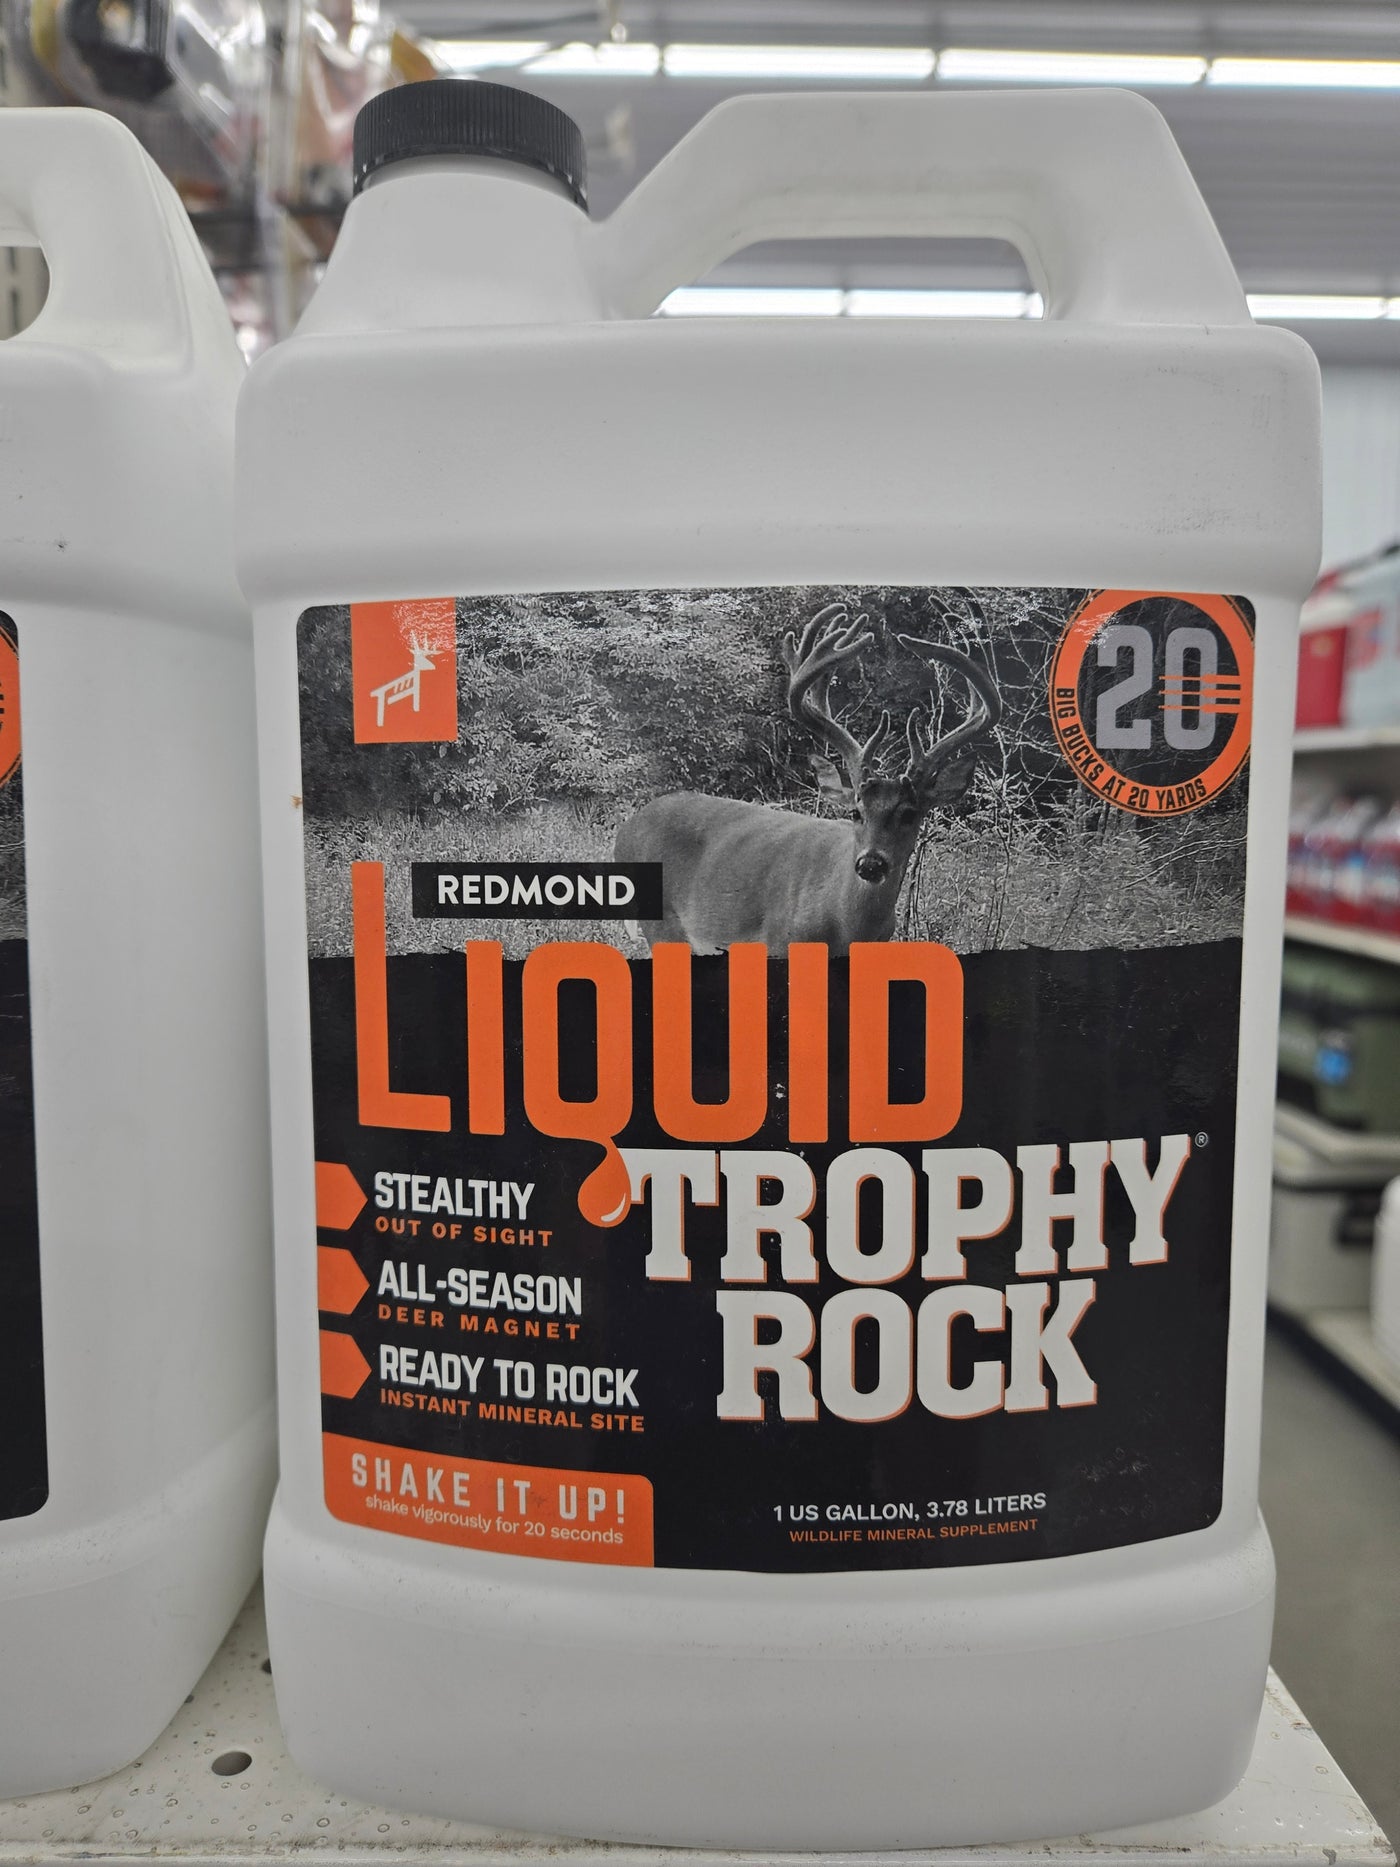 20
BIG BUCKS AT 20 YARDS
REDMOND
LIQUID
TROPHY®
ROCK
STEALTHY
OUT OF SIGHT
ALL-SEASON
DEER MAGNET
READY TO ROCK
INSTANT MINERAL SITE
SHAKE IT UP!
shake vigorously for 20 seconds
1 US GALLON, 3.78 LITERS
WILDLIFE MINERAL SUPPLEMENT